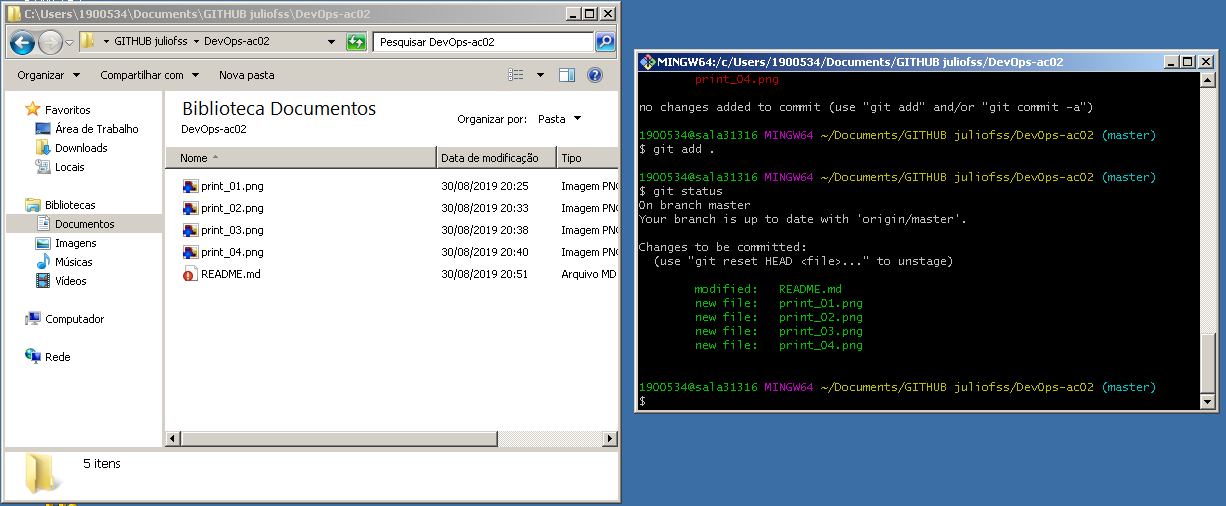 C:\Users\1900534\Documents\GITHUB juliofss\DevOps-ac02
GITHUB juliofss DevOps-ac02
Pesquisar DevOps-ac02
Organizar Compartilhar com Nova pasta
Favoritos
Área de Trabalho
Downloads
Locais
Bibliotecas
Documentos
Imagens
Músicas
Vídeos
Computador
Rede
Biblioteca Documentos
DevOps-ac02
Organizar por: Pasta
Nome Data de modificação Tipo
print_01.png 30/08/2019 20:25 Imagem PNG
print_02.png 30/08/2019 20:33 Imagem PNG
print_03.png 30/08/2019 20:38 Imagem PNG
print_04.png 30/08/2019 20:40 Imagem PNG
README.md 30/08/2019 20:51 Arquivo MD
5 itens
MINGW64:/c/Users/1900534/Documents/GITHUB juliofss/DevOps-ac02
print_04.png
no changes added to commit (use "git add" and/or "git commit -a")
1900534@sala31316 MINGW64 ~/Documents/GITHUB juliofss/DevOps-ac02 (master)
$ git add .
1900534@sala31316 MINGW64 ~/Documents/GITHUB juliofss/DevOps-ac02 (master)
$ git status
On branch master
Your branch is up to date with 'origin/master'.
Changes to be committed:
(use "git reset HEAD <file>..." to unstage)
modified: README.md
new file: print_01.png
new file: print_02.png
new file: print_03.png
new file: print_04.png
1900534@sala31316 MINGW64 ~/Documents/GITHUB juliofss/DevOps-ac02 (master)
$